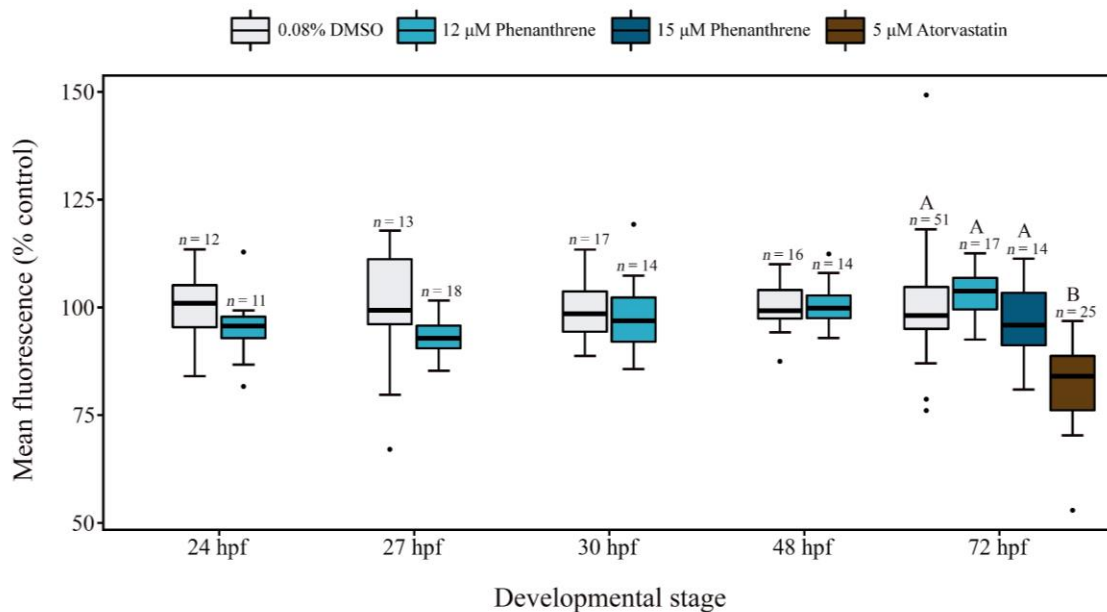 0.08% DMSO 12 μM Phenanthrene 15 μM Phenanthrene 5 μM Atorvastatin
Mean fluorescence (% control)
150
125
100
75
50
n = 12
n = 11
n = 13
n = 18
n = 17
n = 14
n = 16
n = 14
A
n = 51
A
n = 17
A
n = 14
B
n = 25
24 hpf 27 hpf 30 hpf 48 hpf 72 hpf
Developmental stage